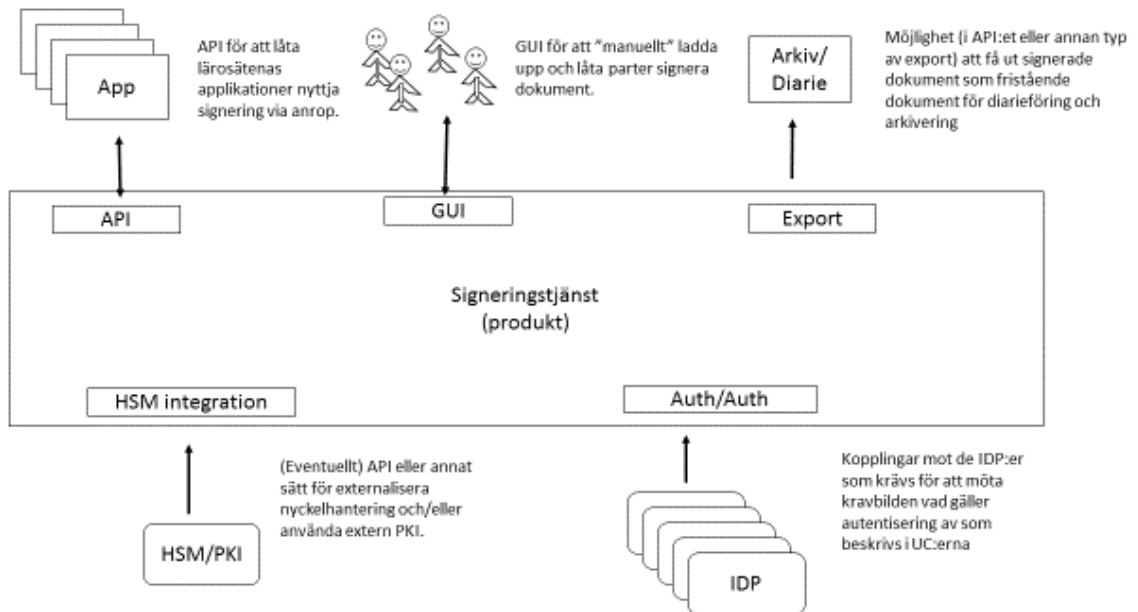 App
API för att låta
lärosätenas
applikationer nyttja
signering via anrop.
GUI för att ”manuellt” ladda
upp och låta parter signera
dokument.
Arkiv/
Diarie
Möjlighet (i API:et eller annan typ
av export) att få ut signerade
dokument som fristående
dokument för diarieföring och
arkivering
API
GUI
Export
Signeringstjänst
(produkt)
HSM integration
Auth/Auth
(Eventuellt) API eller annat
sätt för externalisera
nyckelhantering och/eller
använda extern PKI.
HSM/PKI
Kopplingar mot de IDP:er
som krävs för att möta
kravbilden vad gäller
autentisering av som
beskrivs i UC:erna
IDP